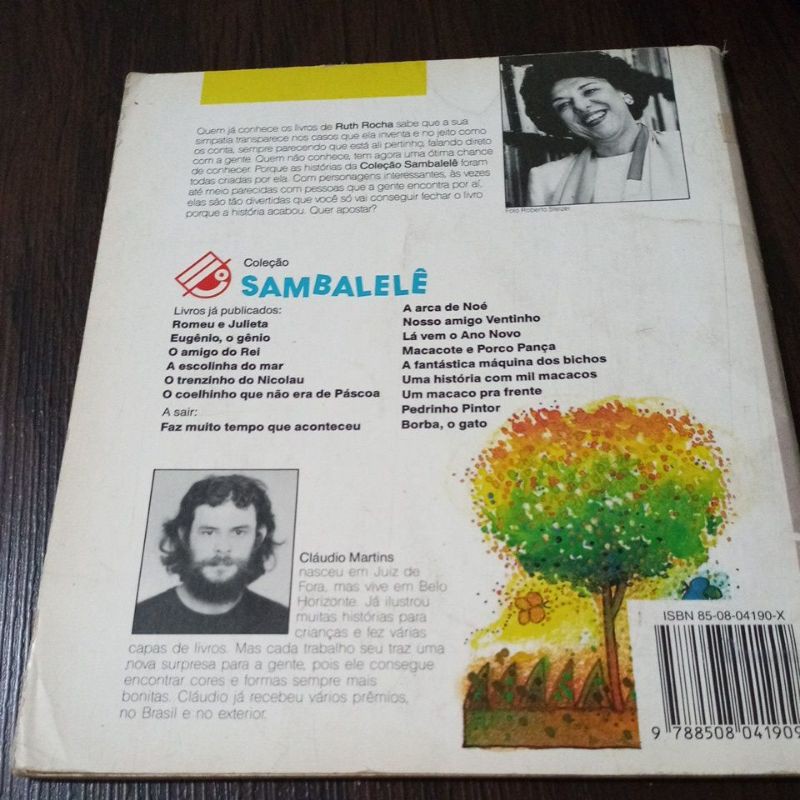 Quem já conhece os livros de Ruth Rocha sabe que a sua
simpatia transparece nos casos que ela inventa e no jeito como
os conta, sempre parecendo que está ali pertinho, falando direto
com a gente. Quem não conhece, tem agora uma ótima chance
de conhecer. Porque as histórias da Coleção Sambalelê foram
todas criadas por ela. Com personagens interessantes, às vezes
até meio parecidas com pessoas que a gente encontra por aí,
elas são tão divertidas que você só vai conseguir fechar o livro
porque a história acabou. Quer apostar?
Foto Roberto Stelzer
Coleção
SAMBALELÊ
Livros já publicados:
Romeu e Julieta
Eugênio, o gênio
O amigo do Rei
A escolinha do mar
O trenzinho do Nicolau
O coelhinho que não era de Páscoa
A sair:
Faz muito tempo que aconteceu
A arca de Noé
Nosso amigo Ventinho
Lá vem o Ano Novo
Macacote e Porco Pança
A fantástica máquina dos bichos
Uma história com mil macacos
Um macaco pra frente
Pedrinho Pintor
Borba, o gato
Cláudio Martins
nasceu em Juiz de
Fora, mas vive em Belo
Horizonte. Já ilustrou
muitas histórias para
crianças e fez várias
capas de livros. Mas cada trabalho seu traz uma
nova surpresa para a gente, pois ele consegue
encontrar cores e formas sempre mais
bonitas. Cláudio já recebeu vários prêmios,
no Brasil e no exterior.
ISBN 85-08-04190-X
9 788508 041909